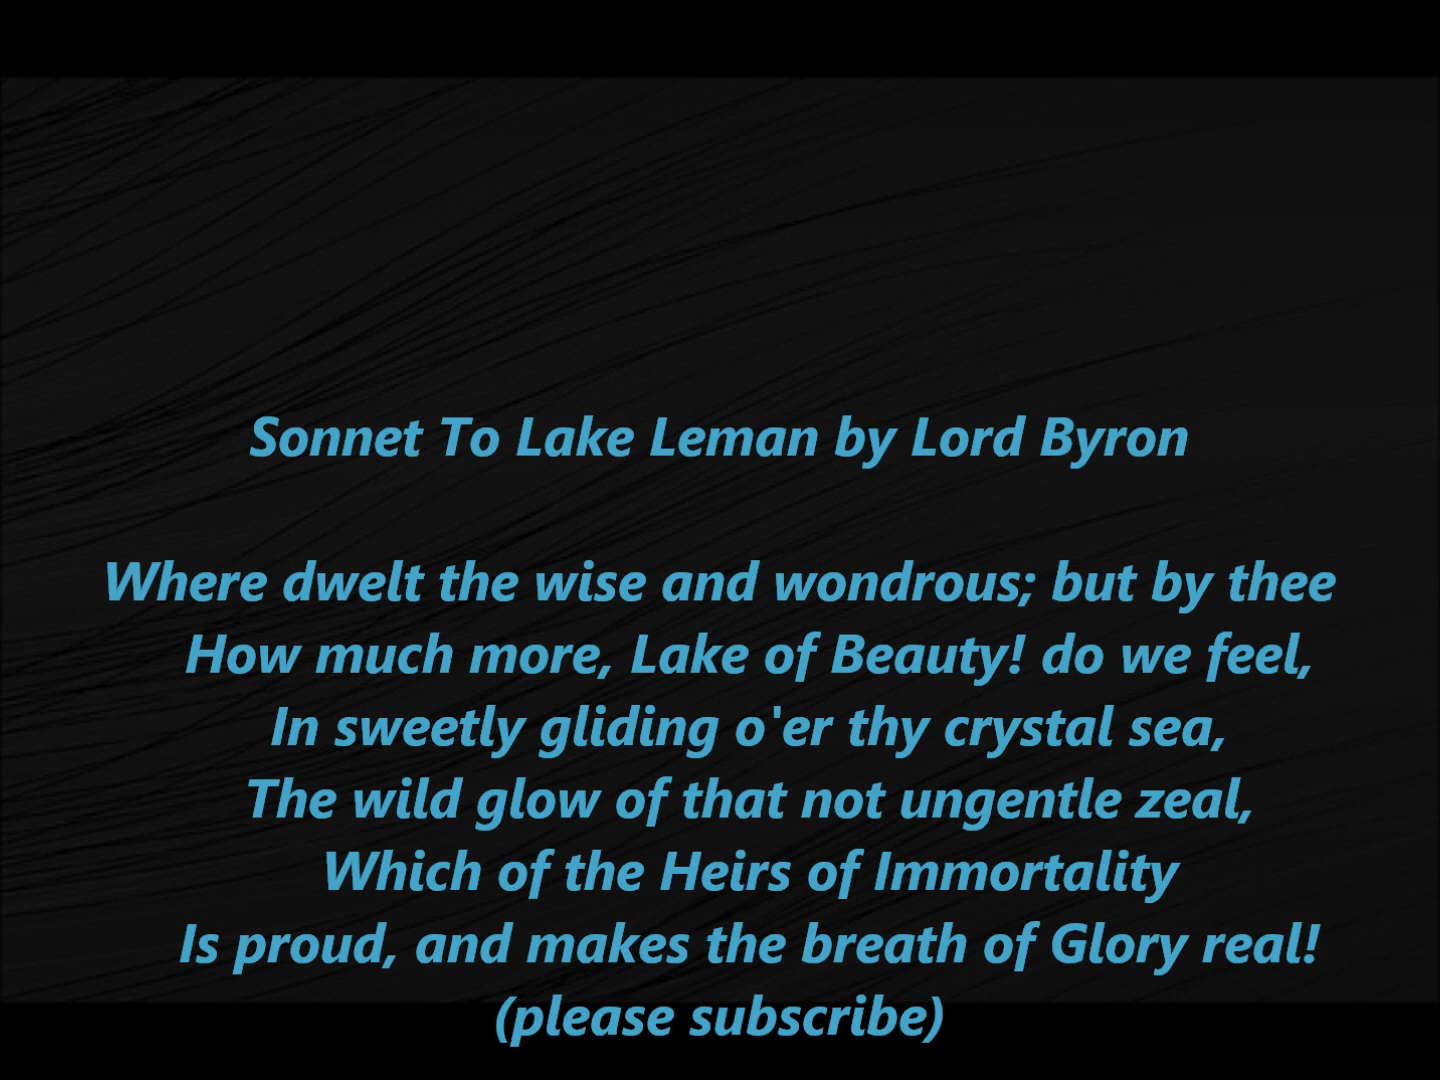 Sonnet To Lake Leman by Lord Byron
Where dwelt the wise and wondrous; but by thee
How much more, Lake of Beauty! do we feel,
In sweetly gliding o'er thy crystal sea,
The wild glow of that not ungentle zeal,
Which of the Heirs of Immortality
Is proud, and makes the breath of Glory real!
(please subscribe)